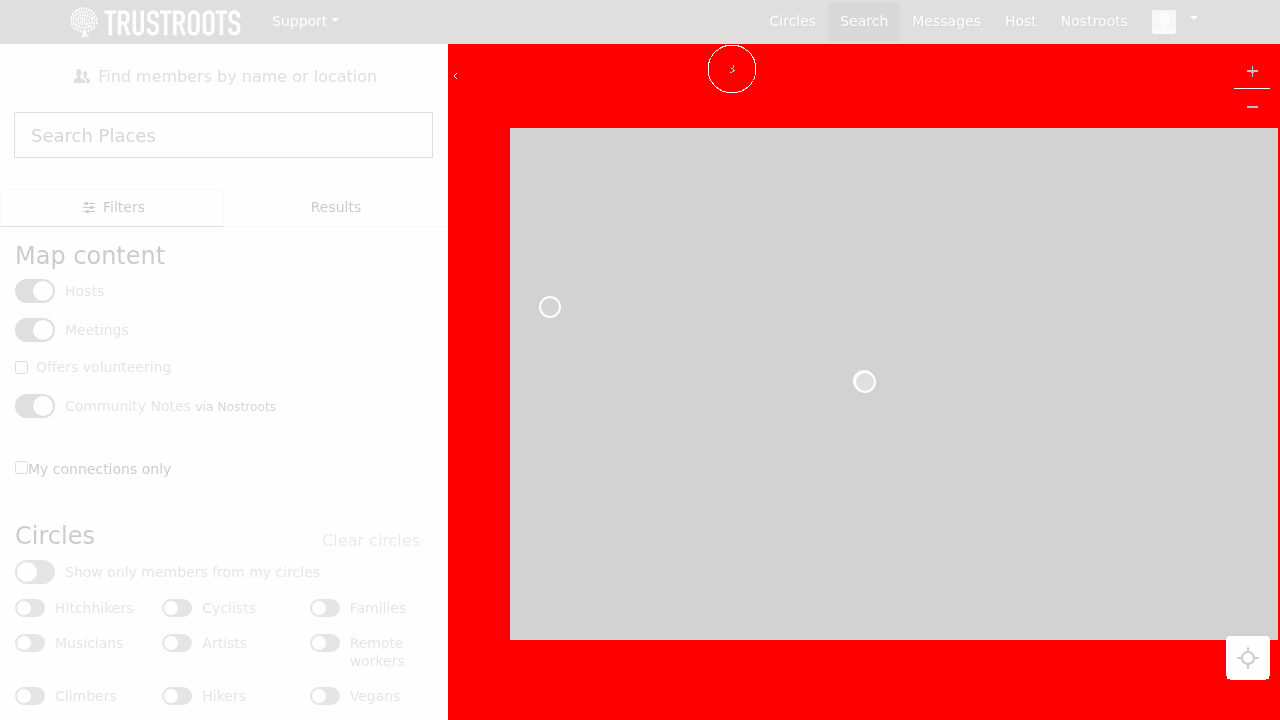 TRUSTROOTS Support Circles Search Messages Host Nostroots
Find members by name or location
3
Search Places
Filters Results
Map content
Hosts
Meetings
Offers volunteering
Community Notes via Nostroots
My connections only
Circles Clear circles
Show only members from my circles
Hitchhikers Cyclists Families
Musicians Artists Remote workers
Climbers Hikers Vegans